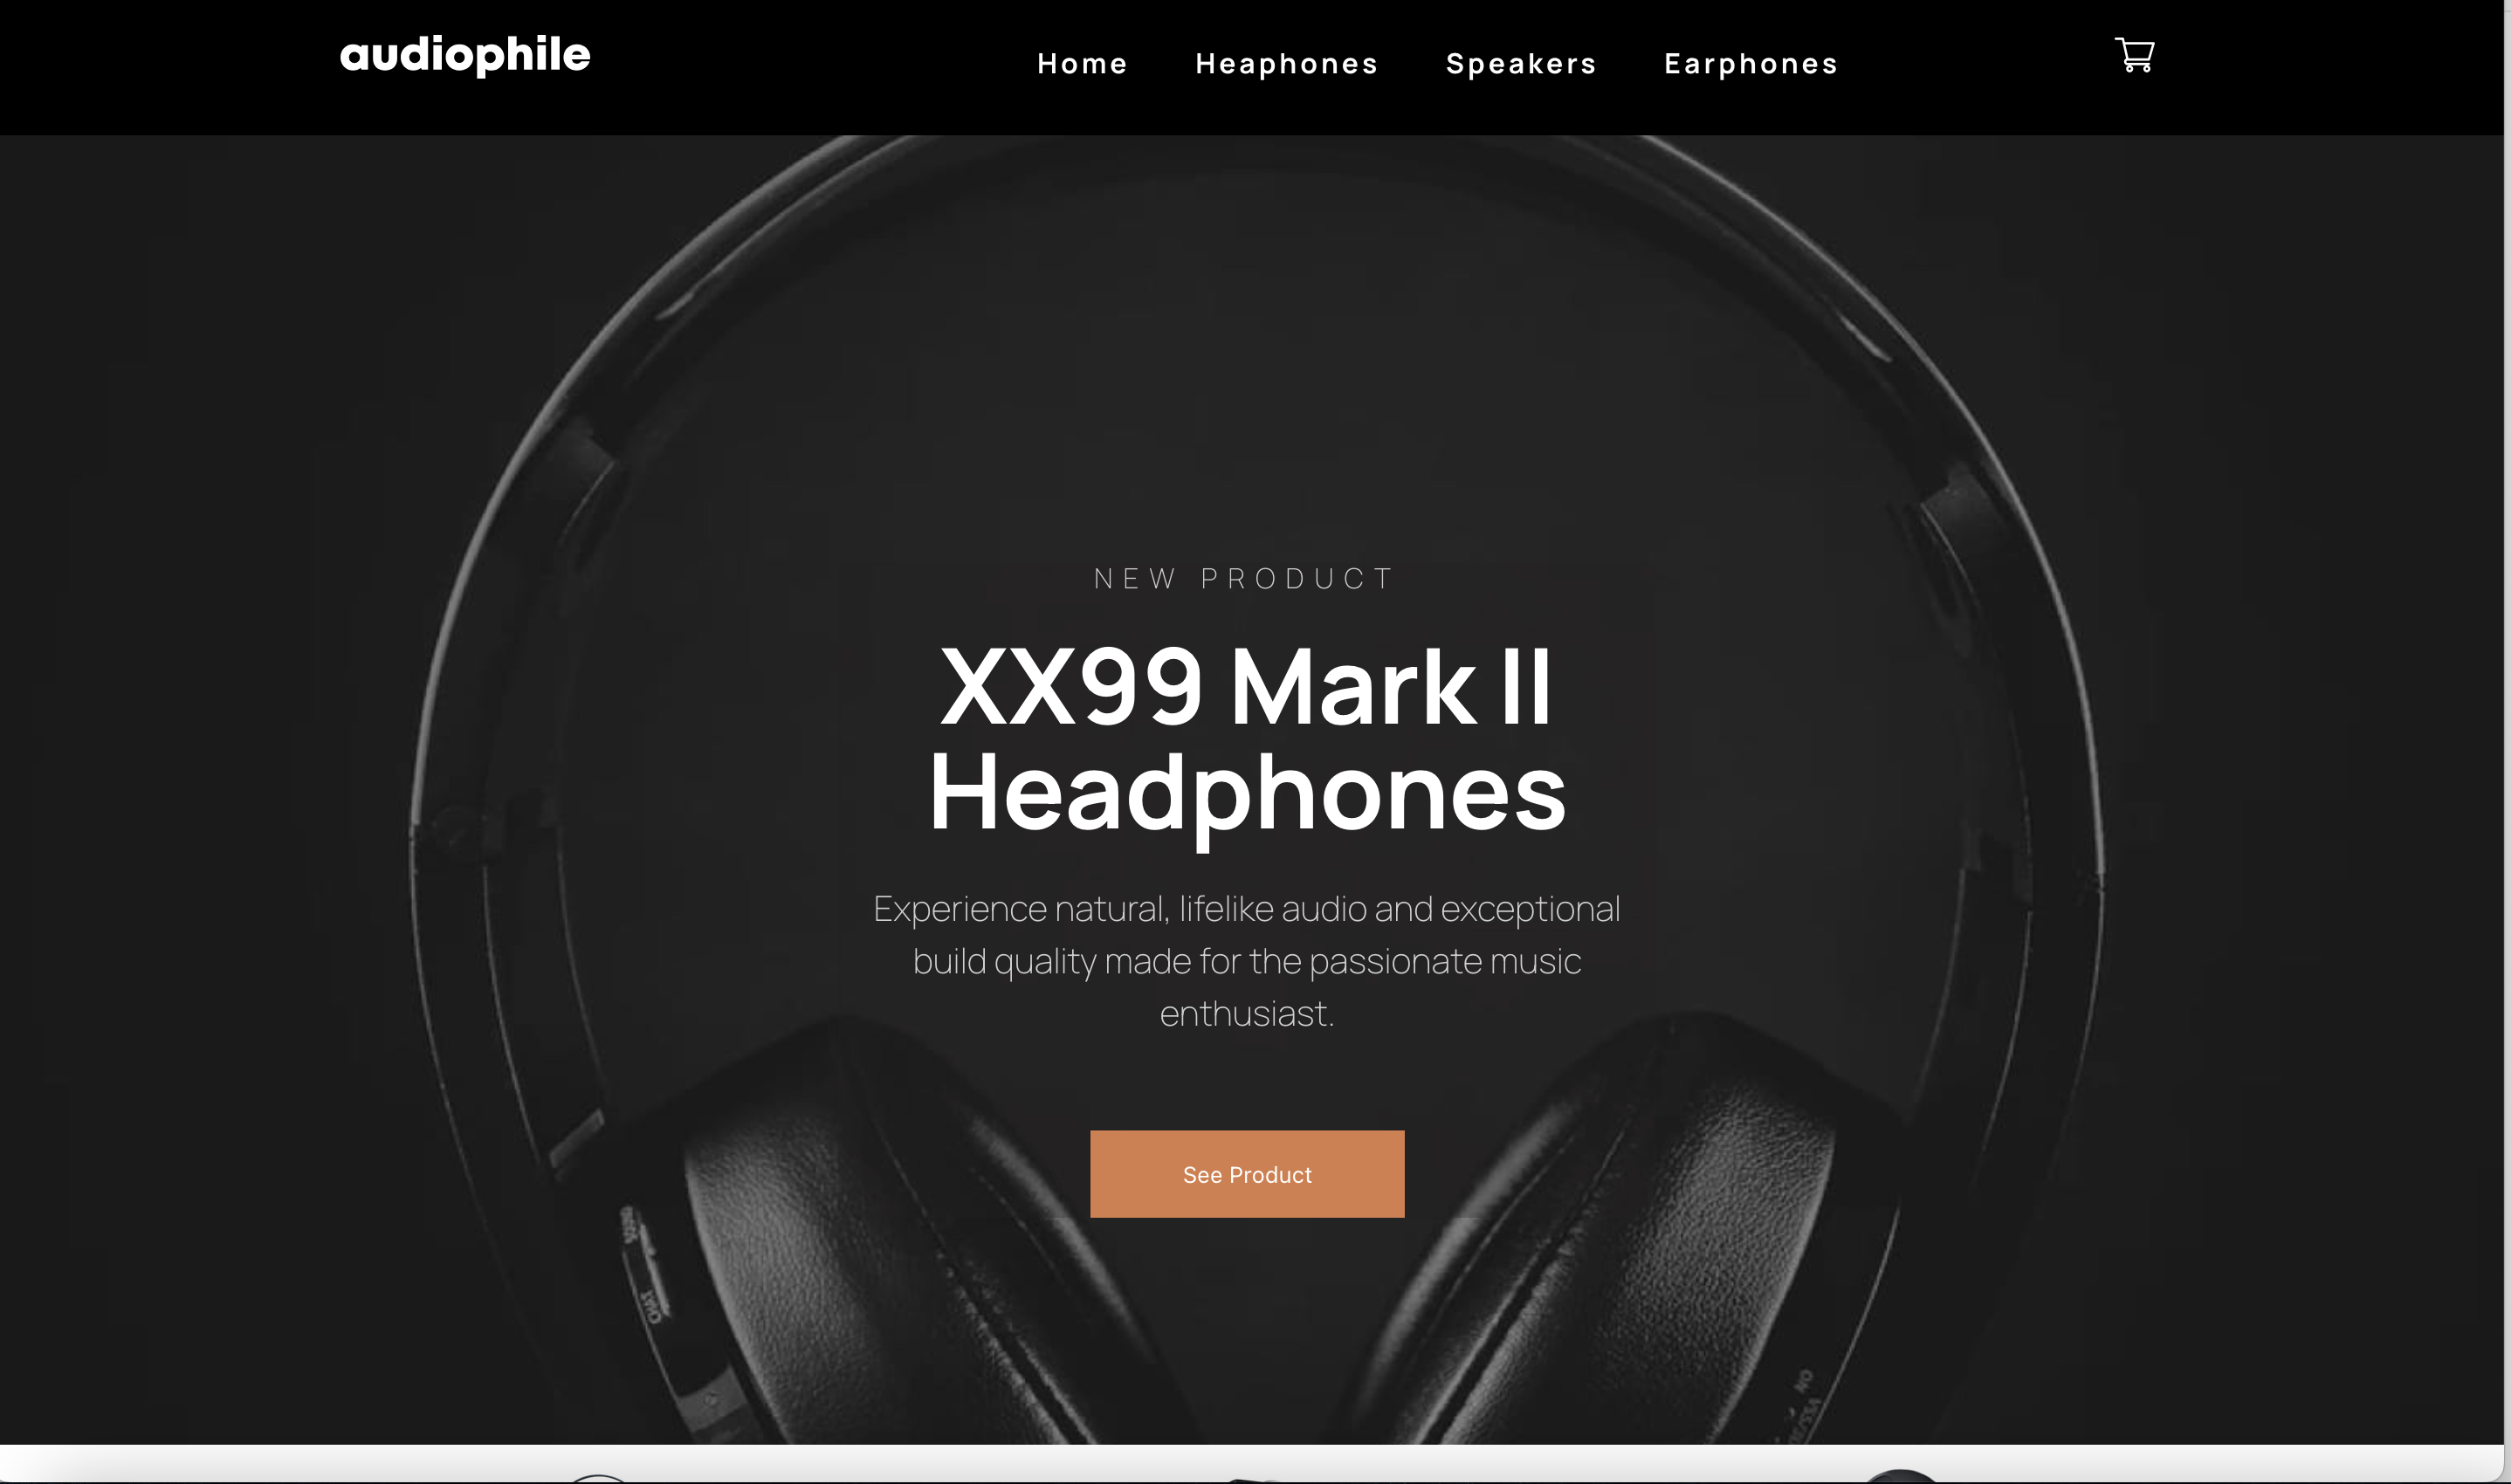 audiophile
Home Heaphones Speakers Earphones
NEW PRODUCT
XX99 Mark II
Headphones
Experience natural, lifelike audio and exceptional
build quality made for the passionate music
enthusiast.
See Product